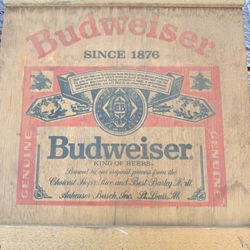 Budweiser
SINCE 1876
GENUINE
GENUINE
Budweiser
KING OF BEERS
Brewed by our original process from the
Choicest Hops, Rice and Best Barley Malt
Anheuser-Busch, Inc. St. Louis, Mo.